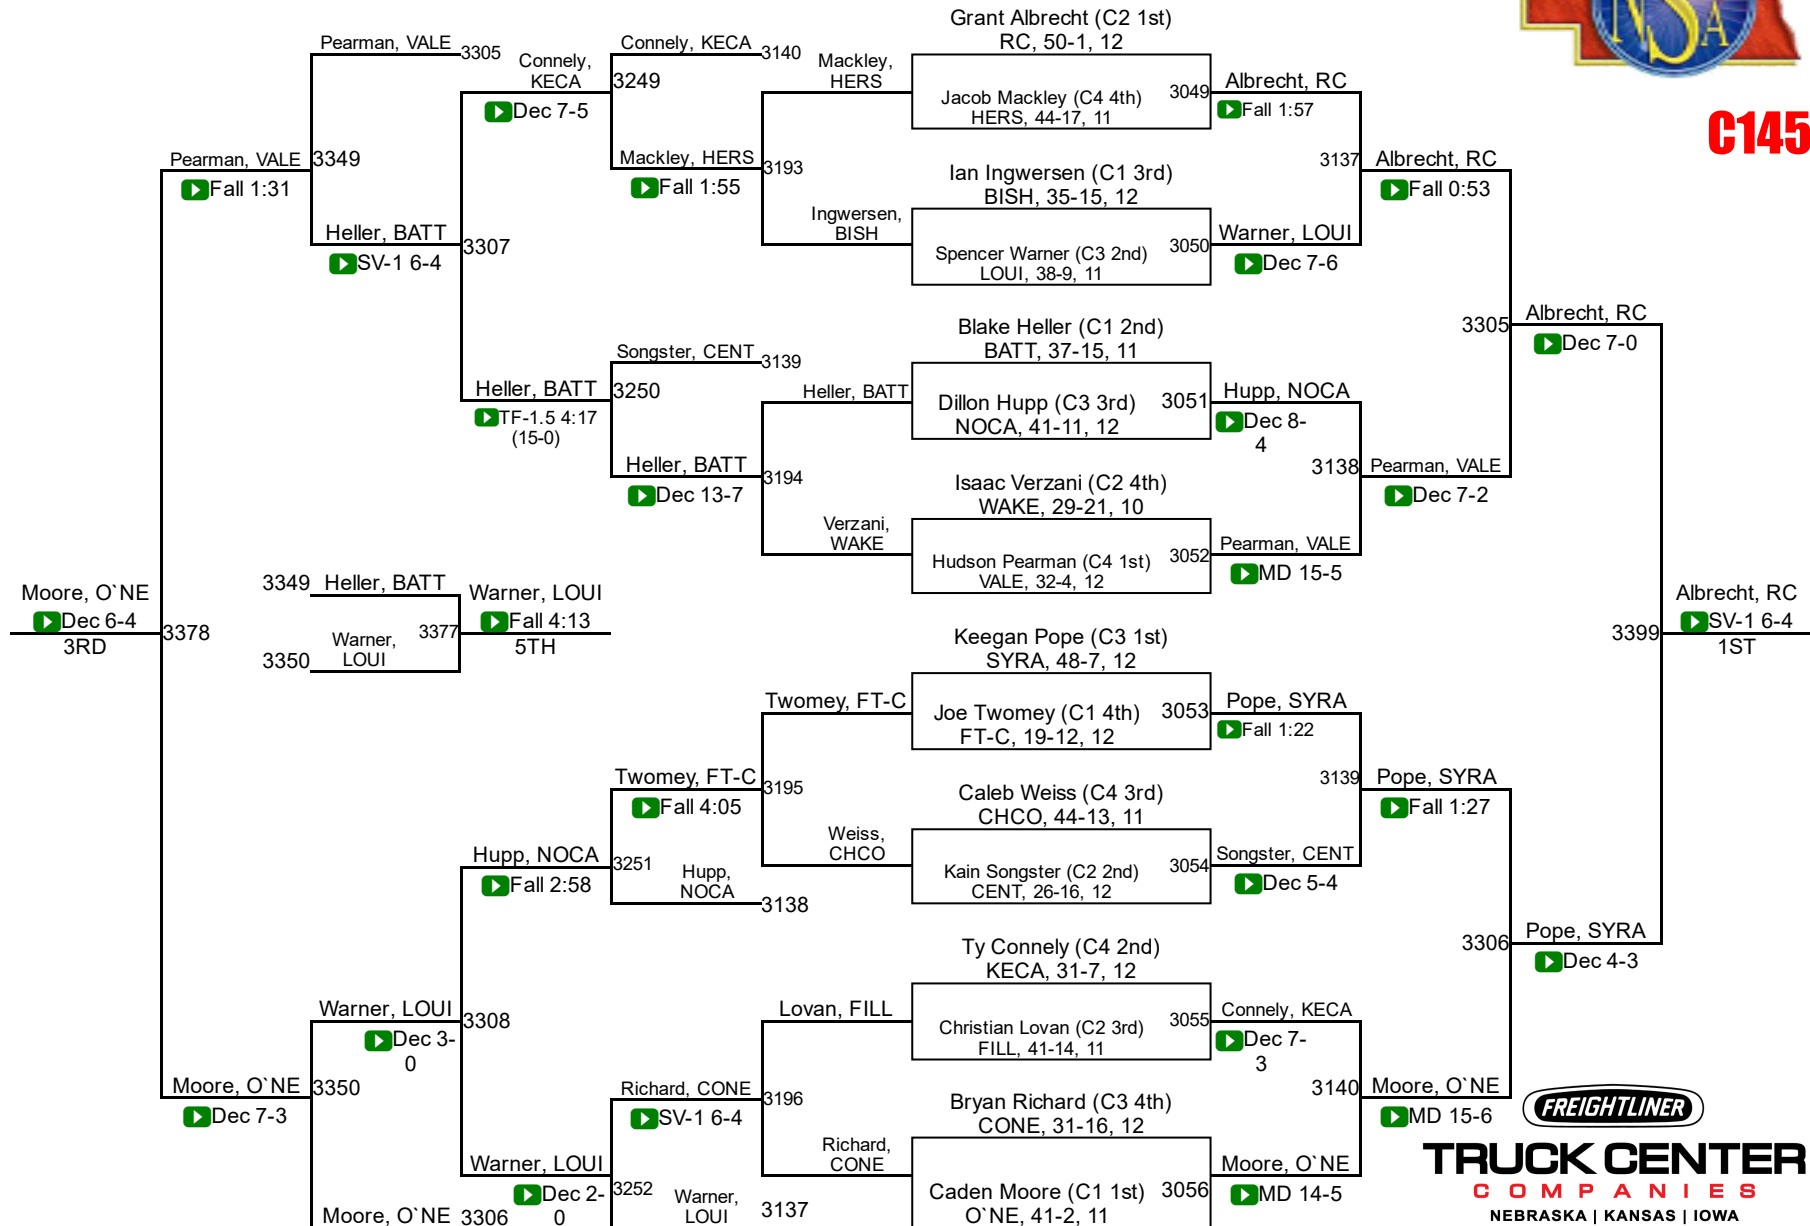 NSA
C145
Grant Albrecht (C2 1st)
RC, 50-1, 12
Jacob Mackley (C4 4th)
HERS, 44-17, 11
3049
Ian Ingwersen (C1 3rd)
BISH, 35-15, 12
Spencer Warner (C3 2nd)
LOUI, 38-9, 11
3050
Blake Heller (C1 2nd)
BATT, 37-15, 11
Dillon Hupp (C3 3rd)
NOCA, 41-11, 12
3051
Isaac Verzani (C2 4th)
WAKE, 29-21, 10
Hudson Pearman (C4 1st)
VALE, 32-4, 12
3052
Keegan Pope (C3 1st)
SYRA, 48-7, 12
Joe Twomey (C1 4th)
FT-C, 19-12, 12
3053
Caleb Weiss (C4 3rd)
CHCO, 44-13, 11
Kain Songster (C2 2nd)
CENT, 26-16, 12
3054
Ty Connely (C4 2nd)
KECA, 31-7, 12
Christian Lovan (C2 3rd)
FILL, 41-14, 11
3055
Bryan Richard (C3 4th)
CONE, 31-16, 12
Caden Moore (C1 1st)
O`NE, 41-2, 11
3056
Albrecht, RC
Fall 1:57
3137
Warner, LOUI
Dec 7-6
Hupp, NOCA
Dec 8-
4
3138
Pearman, VALE
MD 15-5
Pope, SYRA
Fall 1:22
3139
Songster, CENT
Dec 5-4
Connely, KECA
Dec 7-
3
3140
Moore, O`NE
MD 14-5
Albrecht, RC
Fall 0:53
3305
Pearman, VALE
Dec 7-2
Pope, SYRA
Fall 1:27
3306
Moore, O`NE
MD 15-6
Albrecht, RC
Dec 7-0
3399
Pope, SYRA
Dec 4-3
Albrecht, RC
SV-1 6-4
1ST
Mackley,
HERS
3193
Ingwersen,
BISH
Heller, BATT
3194
Verzani,
WAKE
Twomey, FT-C
3195
Weiss,
CHCO
Lovan, FILL
3196
Richard,
CONE
Connely, KECA
3140
3249
Mackley, HERS
Fall 1:55
Songster, CENT
3139
3250
Heller, BATT
Dec 13-7
Twomey, FT-C
Fall 4:05
3251
Hupp,
NOCA
3138
Richard, CONE
SV-1 6-4
3252
Warner,
LOUI
3137
Connely,
KECA
Dec 7-5
3307
Heller, BATT
TF-1.5 4:17
(15-0)
Hupp, NOCA
Fall 2:58
3308
Warner, LOUI
Dec 2-
0
Pearman, VALE
3305
3349
Heller, BATT
SV-1 6-4
Warner, LOUI
Dec 3-
0
3350
Moore, O`NE
3306
Pearman, VALE
Fall 1:31
3378
Moore, O`NE
Dec 7-3
Moore, O`NE
Dec 6-4
3RD
3349
Heller, BATT
3377
3350
Warner,
LOUI
Warner, LOUI
Fall 4:13
5TH
FREIGHTLINER
TRUCK CENTER
COMPANIES
NEBRASKA | KANSAS | IOWA